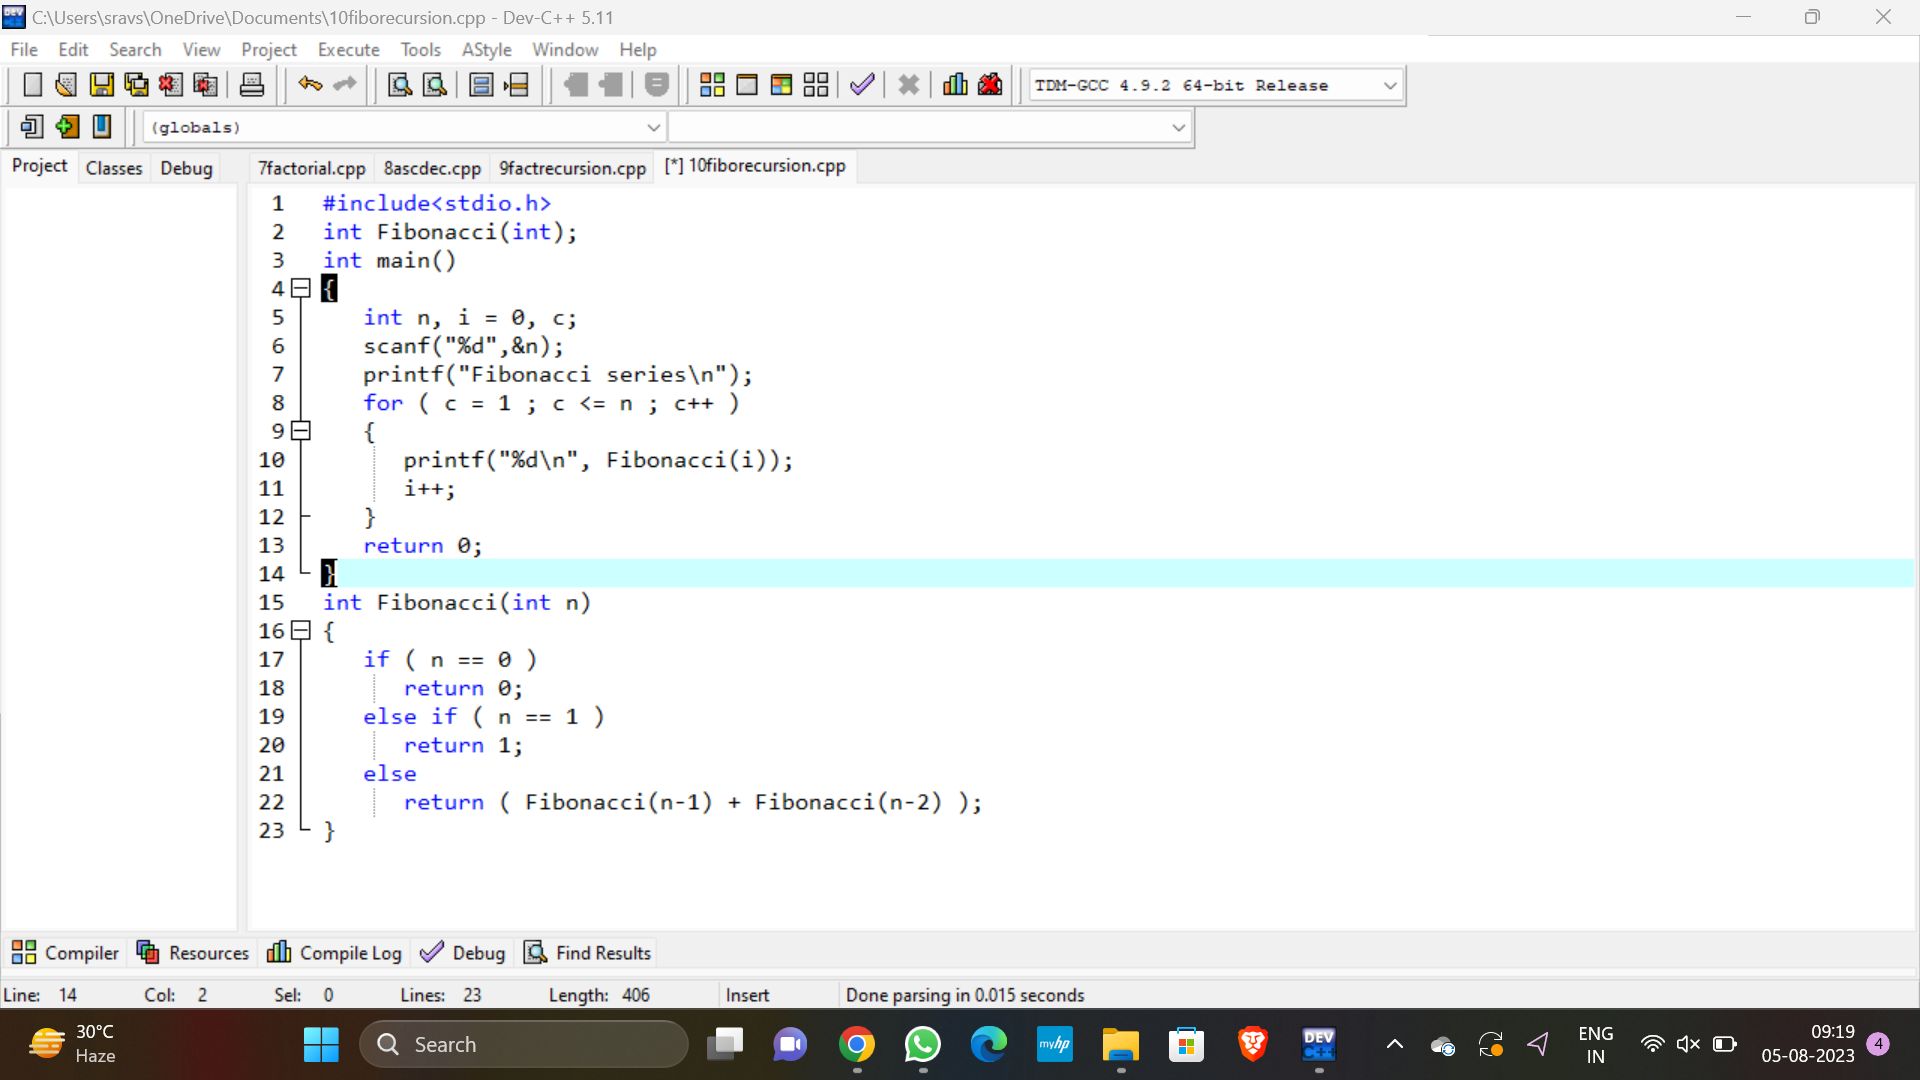 C:\Users\sravs\OneDrive\Documents\10fiborecursion.cpp - Dev-C++ 5.11
File Edit Search View Project Execute Tools AStyle Window Help
TDM-GCC 4.9.2 64-bit Release
(globals)
Project Classes Debug 7factorial.cpp 8ascdec.cpp 9factrecursion.cpp [*] 10fiborecursion.cpp
1 #include<stdio.h>
2 int Fibonacci(int);
3 int main()
4 {
5 int n, i = 0, c;
6 scanf("%d",&n);
7 printf("Fibonacci series\n");
8 for ( c = 1 ; c <= n ; c++ )
9 {
10 printf("%d\n", Fibonacci(i));
11 i++;
12 }
13 return 0;
14 }
15 int Fibonacci(int n)
16 {
17 if ( n == 0 )
18 return 0;
19 else if ( n == 1 )
20 return 1;
21 else
22 return ( Fibonacci(n-1) + Fibonacci(n-2) );
23 }
Compiler Resources Compile Log Debug Find Results
Line: 14 Col: 2 Sel: 0 Lines: 23 Length: 406 Insert Done parsing in 0.015 seconds
30°C
Haze
Search
myhp
DEV
C++
ENG
IN
09:19
05-08-2023
4